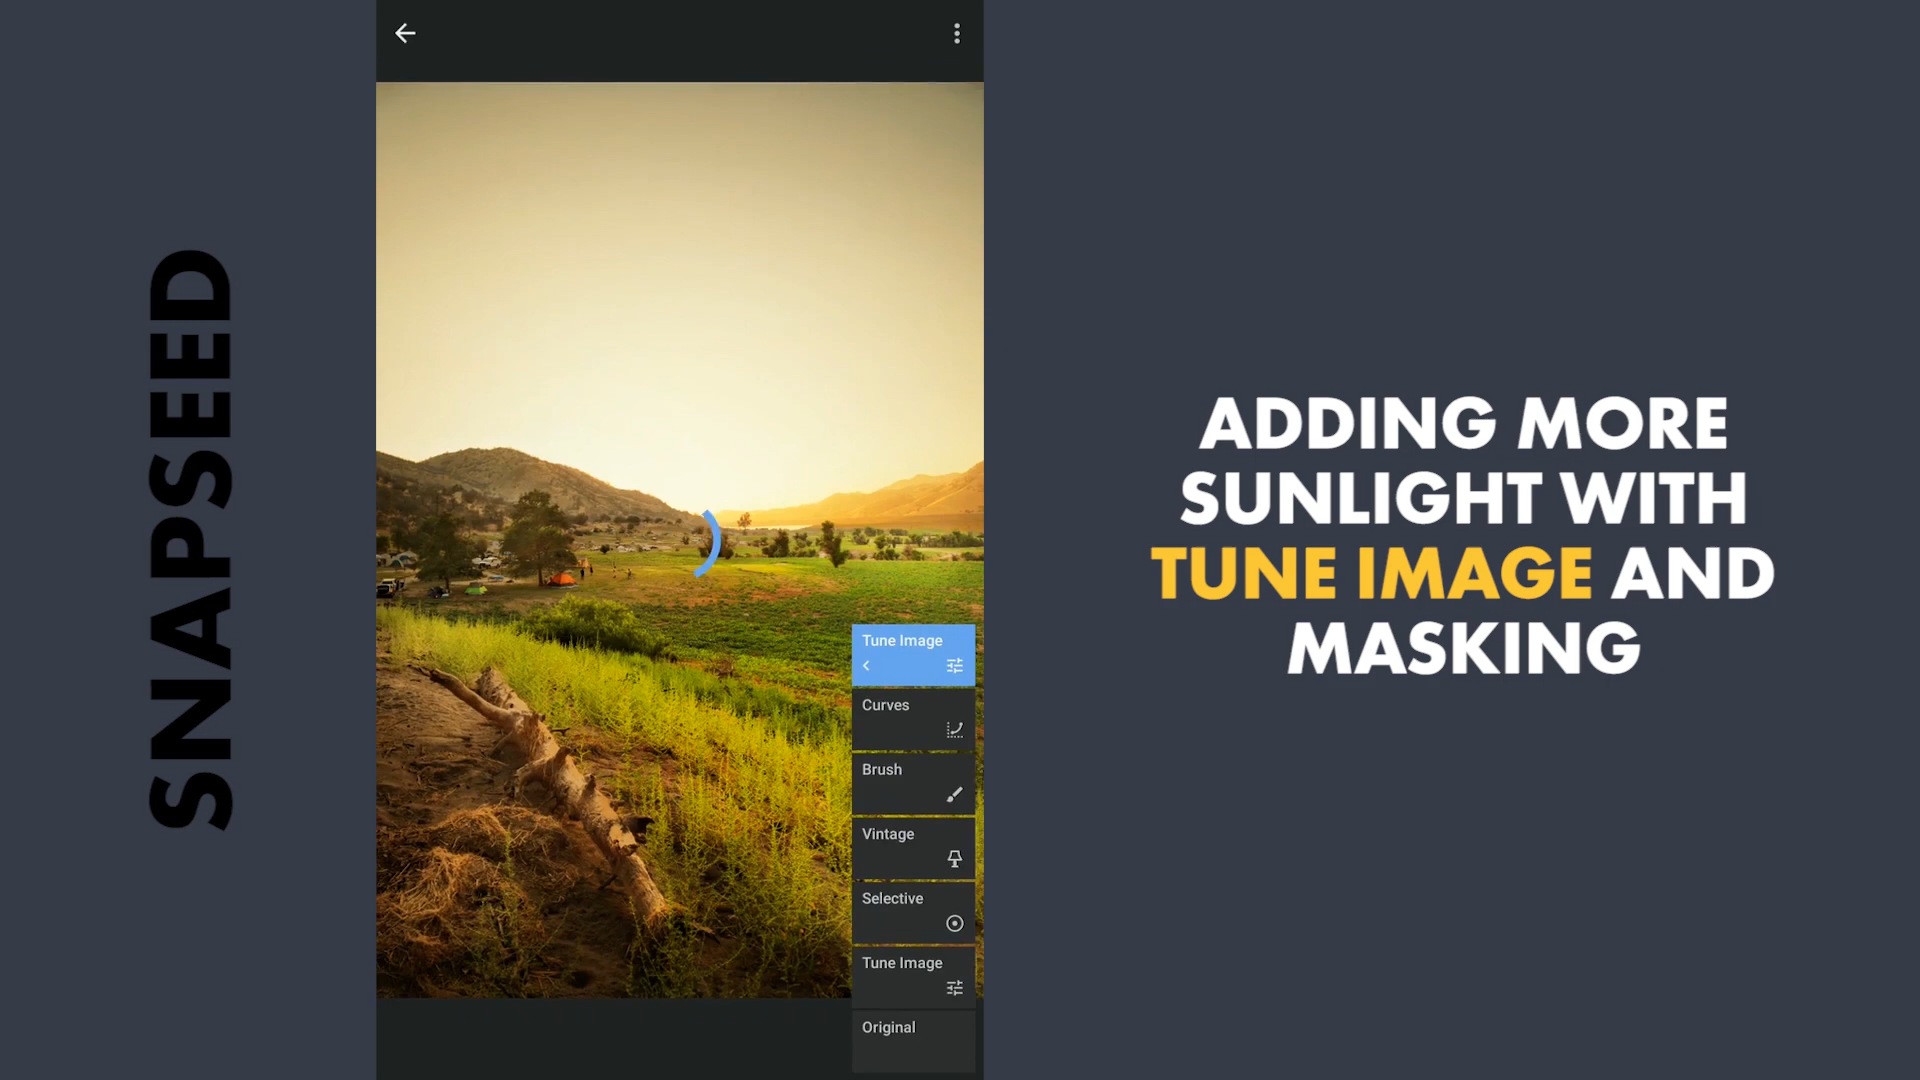 SNAPSEED
Tune Image
Curves
Brush
Vintage
Selective
Tune Image
Original
ADDING MORE
SUNLIGHT WITH
TUNE IMAGE AND
MASKING